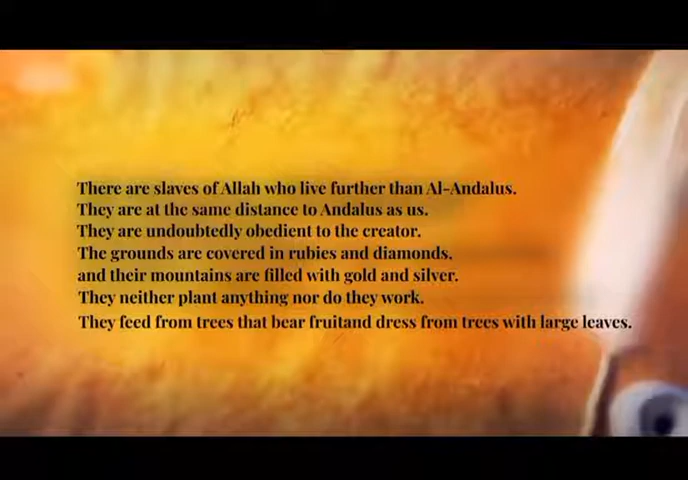 There are slaves of Allah who live further than Al-Andalus.
They are at the same distance to Andalus as us.
They are undoubtedly obedient to the creator.
The grounds are covered in rubies and diamonds,
and their mountains are filled with gold and silver.
They neither plant anything nor do they work.
They feed from trees that bear fruitand dress from trees with large leaves.